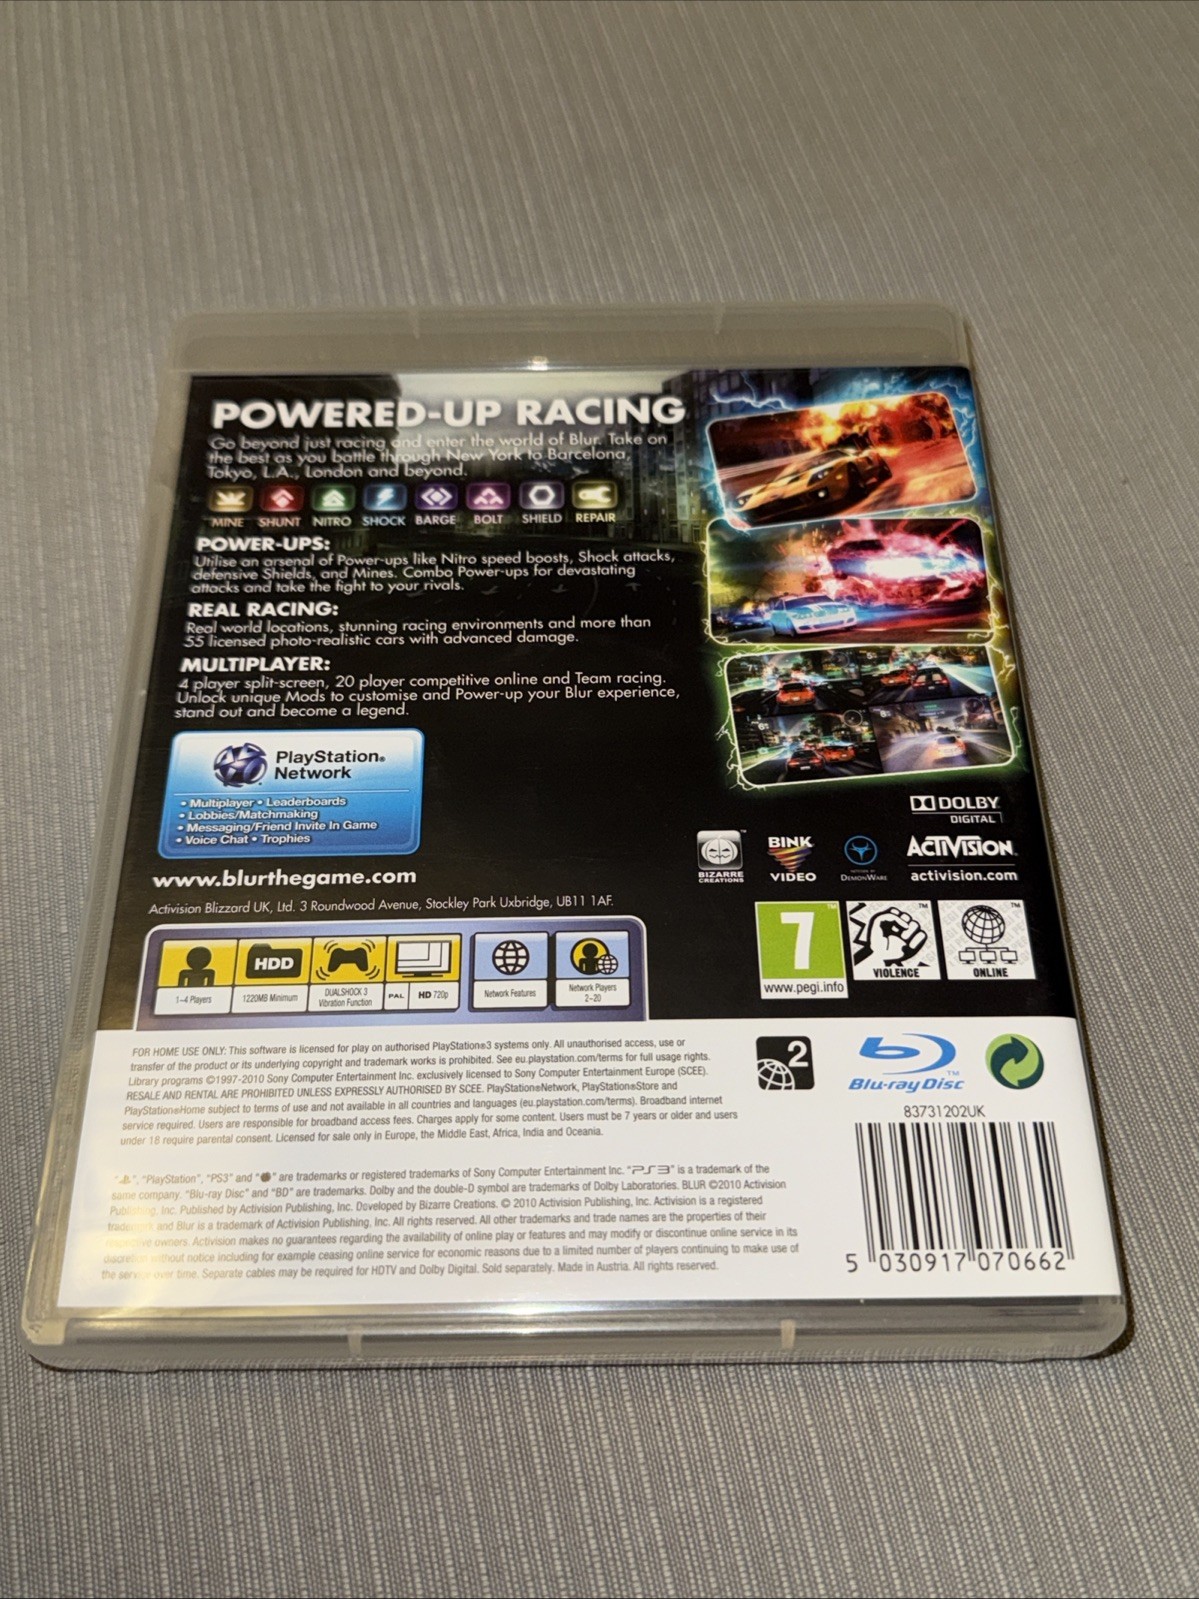 POWERED-UP RACING
Go beyond just racing and enter the world of Blur. Take on
the best as you battle through New York to Barcelona,
Tokyo, L.A., London and beyond.
MINE SHUNT NITRO SHOCK BARGE BOLT SHIELD REPAIR
POWER-UPS:
Utilise an arsenal of Power-ups like Nitro speed boosts, Shock attacks,
defensive Shields, and Mines. Combo Power-ups for devastating
attacks and take the fight to your rivals.
REAL RACING:
Real world locations, stunning racing environments and more than
55 licensed photo-realistic cars with advanced damage.
MULTIPLAYER:
4 player split-screen, 20 player competitive online and Team racing.
Unlock unique Mods to customise and Power-up your Blur experience,
stand out and become a legend.
PlayStation®
Network
• Multiplayer • Leaderboards
• Lobbies/Matchmaking
• Messaging/Friend Invite In Game
• Voice Chat • Trophies
DOLBY
DIGITAL
BIZARRE
CREATIONS
™
BINK
VIDEO
DEMONWARE
ACTIVISION.
activision.com
www.blurthegame.com
Activision Blizzard UK, Ltd. 3 Roundwood Avenue, Stockley Park Uxbridge, UB11 1AF.
HDD
1-4 Players
1220MB Minimum
DUALSHOCK 3
Vibration Function
PAL
HD 720p
Network Features
Network Players
2-20
7
™
www.pegi.info
VIOLENCE
™
ONLINE
™
FOR HOME USE ONLY: This software is licensed for play on authorised PlayStation®3 systems only. All unauthorised access, use or
transfer of the product or its underlying copyright and trademark works is prohibited. See eu.playstation.com/terms for full usage rights.
Library programs ©1997-2010 Sony Computer Entertainment Inc. exclusively licensed to Sony Computer Entertainment Europe (SCEE).
RESALE AND RENTAL ARE PROHIBITED UNLESS EXPRESSLY AUTHORISED BY SCEE. PlayStation®Network, PlayStation®Store and
PlayStation®Home subject to terms of use and not available in all countries and languages (eu.playstation.com/terms). Broadband internet
service required. Users are responsible for broadband access fees. Charges apply for some content. Users must be 7 years or older and users
under 18 require parental consent. Licensed for sale only in Europe, the Middle East, Africa, India and Oceania.
2
Blu-ray Disc
™
83731202UK
"", "PlayStation", "PS3" and "" are trademarks or registered trademarks of Sony Computer Entertainment Inc. "PS3" is a trademark of the
same company. "Blu-ray Disc" and "BD" are trademarks. Dolby and the double-D symbol are trademarks of Dolby Laboratories. BLUR ©2010 Activision
Publishing, Inc. Published by Activision Publishing, Inc. Developed by Bizarre Creations. © 2010 Activision Publishing, Inc. Activision is a registered
trademark and Blur is a trademark of Activision Publishing, Inc. All rights reserved. All other trademarks and trade names are the properties of their
respective owners. Activision makes no guarantees regarding the availability of online play or features and may modify or discontinue online service in its
discretion without notice including for example ceasing online service for economic reasons due to a limited number of players continuing to make use of
the service over time. Separate cables may be required for HDTV and Dolby Digital. Sold separately. Made in Austria. All rights reserved.
5 030917 070662